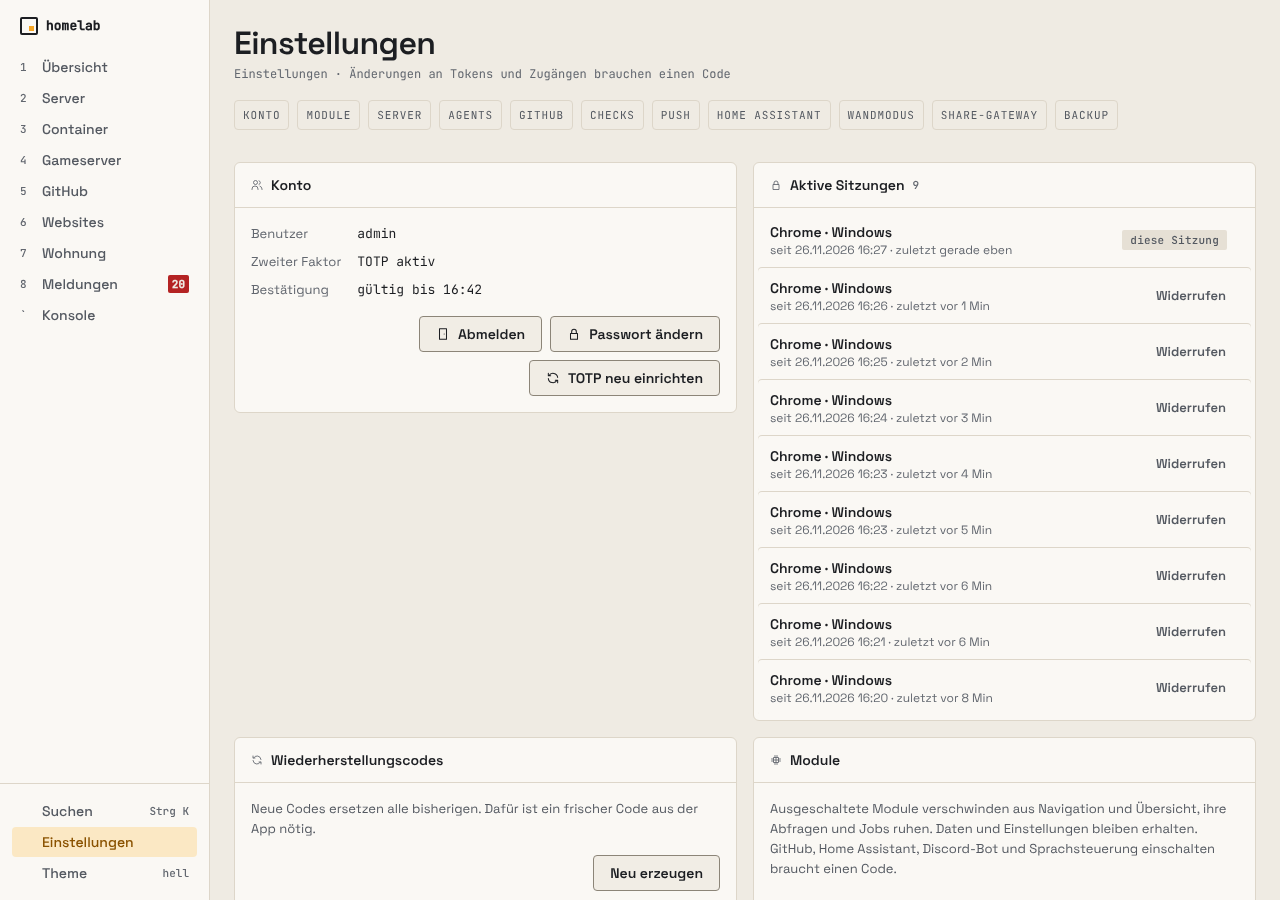 homelab
1 Übersicht
2 Server
3 Container
4 Gameserver
5 GitHub
6 Websites
7 Wohnung
8 Meldungen 20
` Konsole
Suchen Strg K
Einstellungen
Theme hell
Einstellungen
Einstellungen · Änderungen an Tokens und Zugängen brauchen einen Code
KONTO MODULE SERVER AGENTS GITHUB CHECKS PUSH HOME ASSISTANT WANDMODUS SHARE-GATEWAY BACKUP
Konto
Benutzer admin
Zweiter Faktor TOTP aktiv
Bestätigung gültig bis 16:42
Abmelden Passwort ändern
TOTP neu einrichten
Aktive Sitzungen 9
Chrome · Windows
seit 26.11.2026 16:27 · zuletzt gerade eben
diese Sitzung
Chrome · Windows
seit 26.11.2026 16:26 · zuletzt vor 1 Min
Widerrufen
Chrome · Windows
seit 26.11.2026 16:25 · zuletzt vor 2 Min
Widerrufen
Chrome · Windows
seit 26.11.2026 16:24 · zuletzt vor 3 Min
Widerrufen
Chrome · Windows
seit 26.11.2026 16:23 · zuletzt vor 4 Min
Widerrufen
Chrome · Windows
seit 26.11.2026 16:23 · zuletzt vor 5 Min
Widerrufen
Chrome · Windows
seit 26.11.2026 16:22 · zuletzt vor 6 Min
Widerrufen
Chrome · Windows
seit 26.11.2026 16:21 · zuletzt vor 6 Min
Widerrufen
Chrome · Windows
seit 26.11.2026 16:20 · zuletzt vor 8 Min
Widerrufen
Wiederherstellungscodes
Neue Codes ersetzen alle bisherigen. Dafür ist ein frischer Code aus der
App nötig.
Neu erzeugen
Module
Ausgeschaltete Module verschwinden aus Navigation und Übersicht, ihre
Abfragen und Jobs ruhen. Daten und Einstellungen bleiben erhalten.
GitHub, Home Assistant, Discord-Bot und Sprachsteuerung einschalten
braucht einen Code.